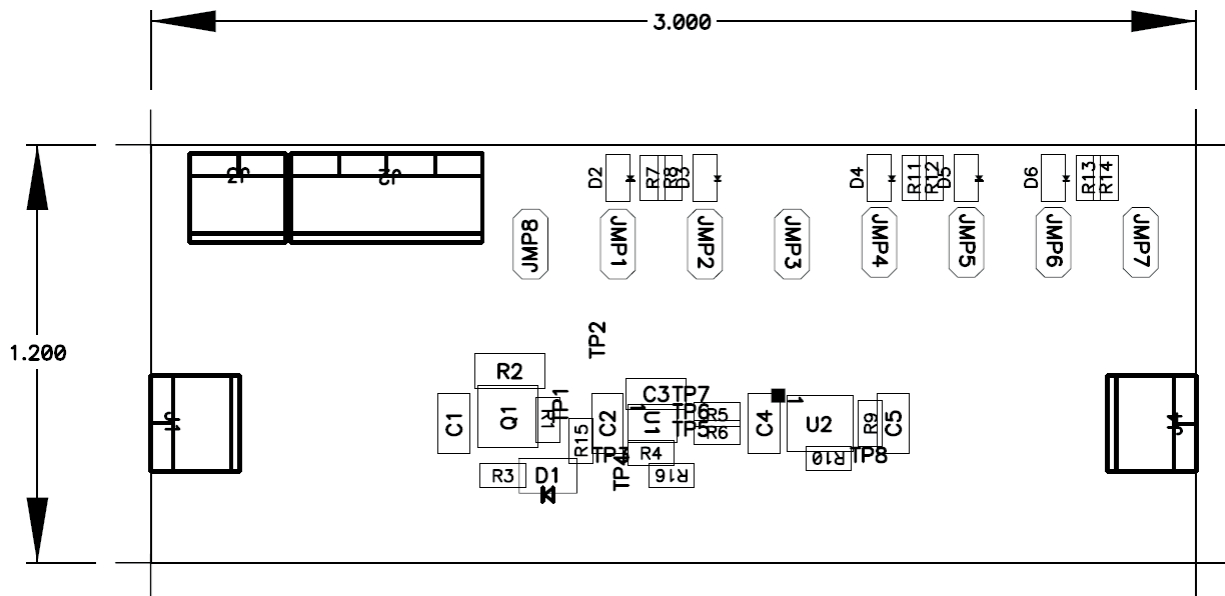 3.000
1.200
J2
D2
R7
R8
D3
D4
R11
R12
D5
D6
R13
R14
JMP8
JMP1
JMP2
JMP3
JMP4
JMP5
JMP6
JMP7
TP2
J1
R2
C1
Q1
R1
TP1
R15
C2
C3
TP7
1
U1
TP6
R5
TP5
R6
TP3
TP4
R4
R16
R3
D1
C4
1
U2
R9
C5
R10
TP8
J4